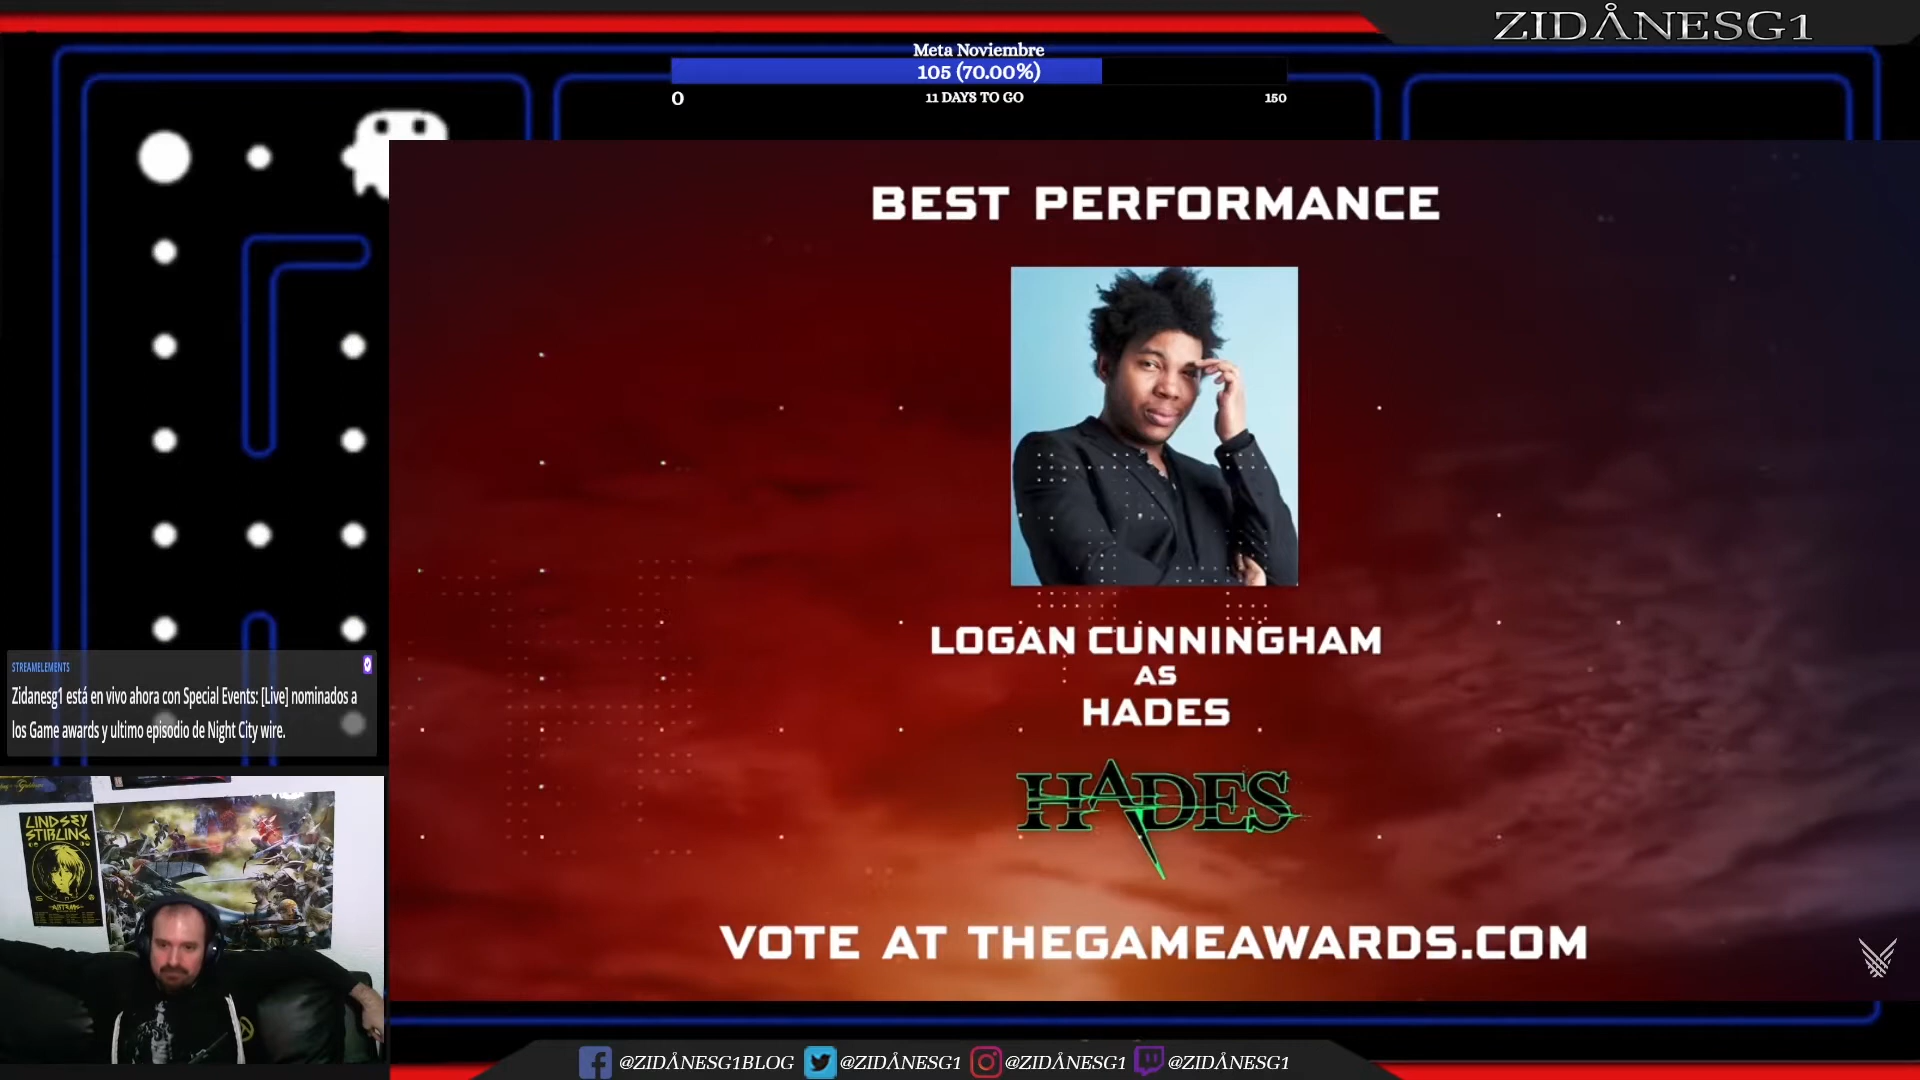 ZIDÅNESG1
Meta Noviembre
105 (70.00%)
0
11 DAYS TO GO
150
BEST PERFORMANCE
LOGAN CUNNINGHAM
AS
HADES
HADES
VOTE AT THEGAMEAWARDS.COM
STREAMELEMENTS
Zidanesg1 está en vivo ahora con Special Events: [Live] nominados a
los Game awards y ultimo episodio de Night City wire.
LINDSEY
STIRLING
@ZIDÅNESG1BLOG
@ZIDÅNESG1
@ZIDÅNESG1
@ZIDÅNESG1